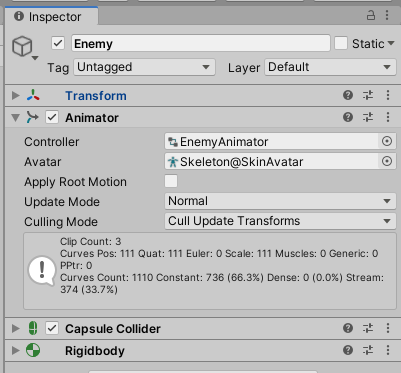 Inspector
Enemy
Static
Tag Untagged Layer Default
Transform
Animator
Controller EnemyAnimator
Avatar Skeleton@SkinAvatar
Apply Root Motion
Update Mode Normal
Culling Mode Cull Update Transforms
Clip Count: 3
Curves Pos: 111 Quat: 111 Euler: 0 Scale: 111 Muscles: 0 Generic: 0
PPtr: 0
Curves Count: 1110 Constant: 736 (66.3%) Dense: 0 (0.0%) Stream:
374 (33.7%)
Capsule Collider
Rigidbody